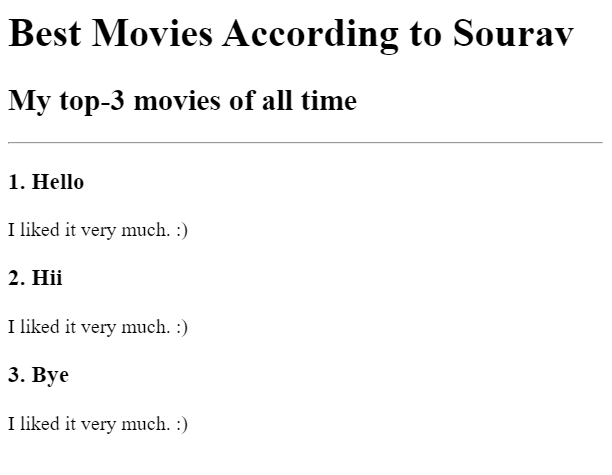 Best Movies According to Sourav
My top-3 movies of all time
1. Hello
I liked it very much. :)
2. Hii
I liked it very much. :)
3. Bye
I liked it very much. :)